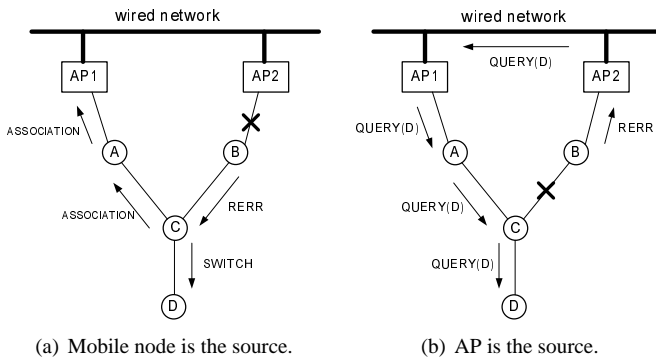 wired network
AP1
AP2
ASSOCIATION
A
B
ASSOCIATION
RERR
C
SWITCH
D
(a) Mobile node is the source.
wired network
QUERY(D)
AP1
AP2
QUERY(D)
RERR
A
B
QUERY(D)
C
QUERY(D)
D
(b) AP is the source.